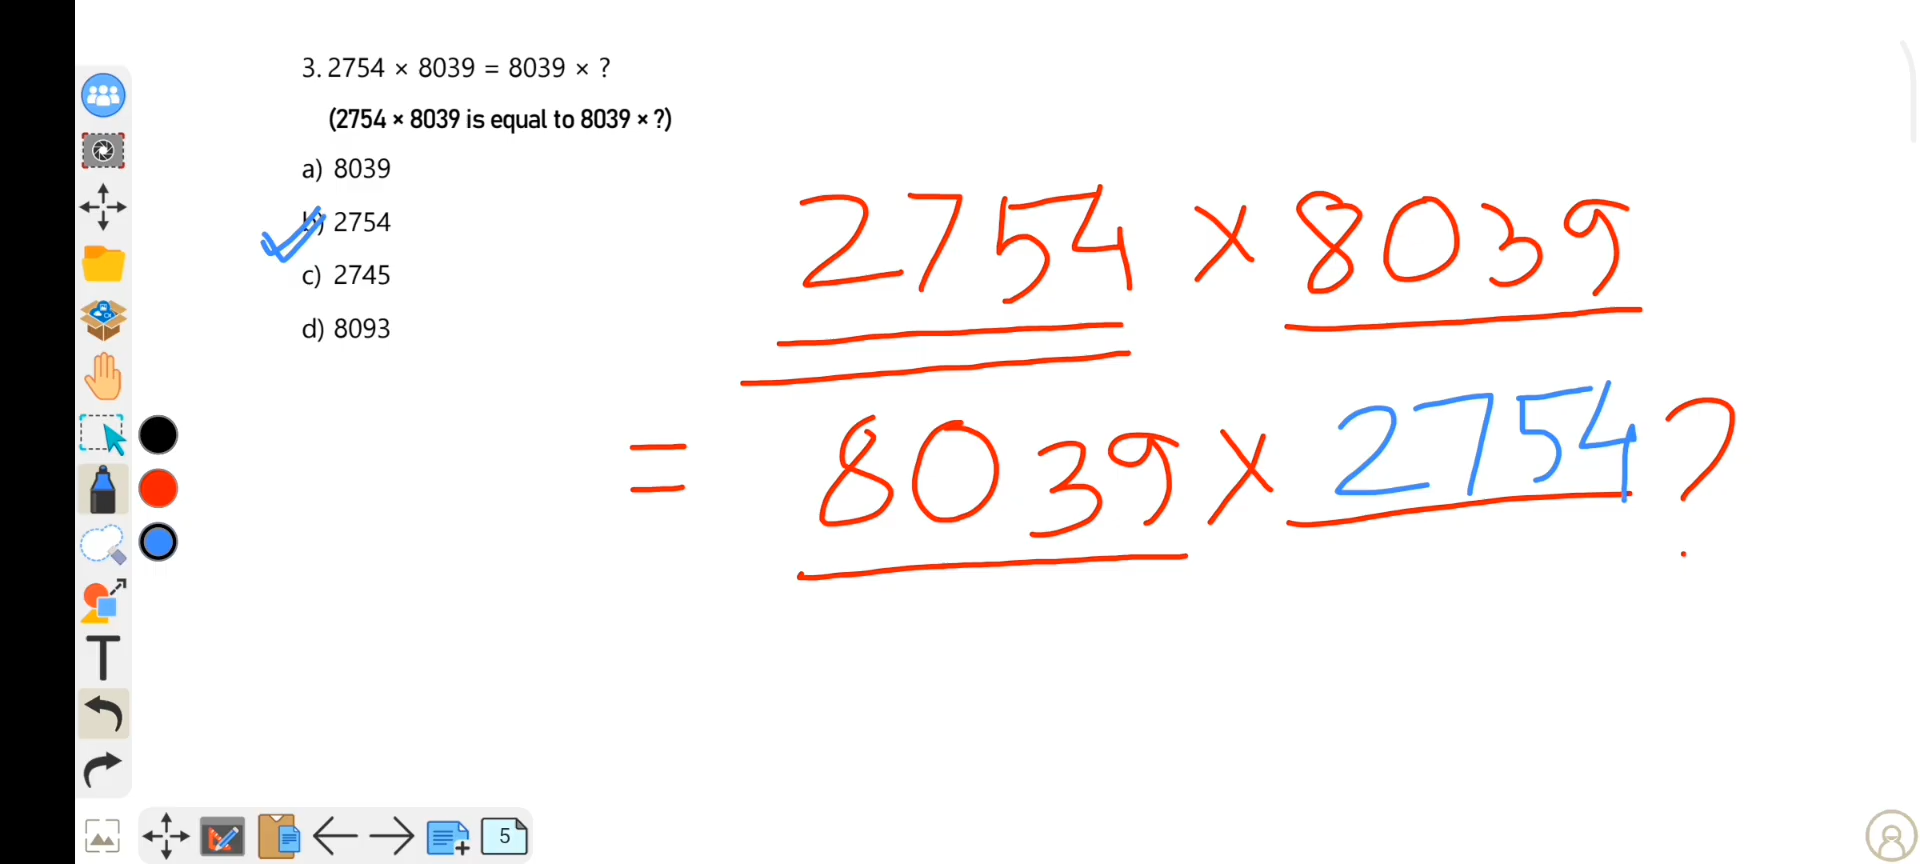 3. 2754 × 8039 = 8039 × ?
(2754 × 8039 is equal to 8039 × ?)
a) 8039
b) 2754
c) 2745
d) 8093
2754 × 8039
= 8039 × 2754 ?
T
5